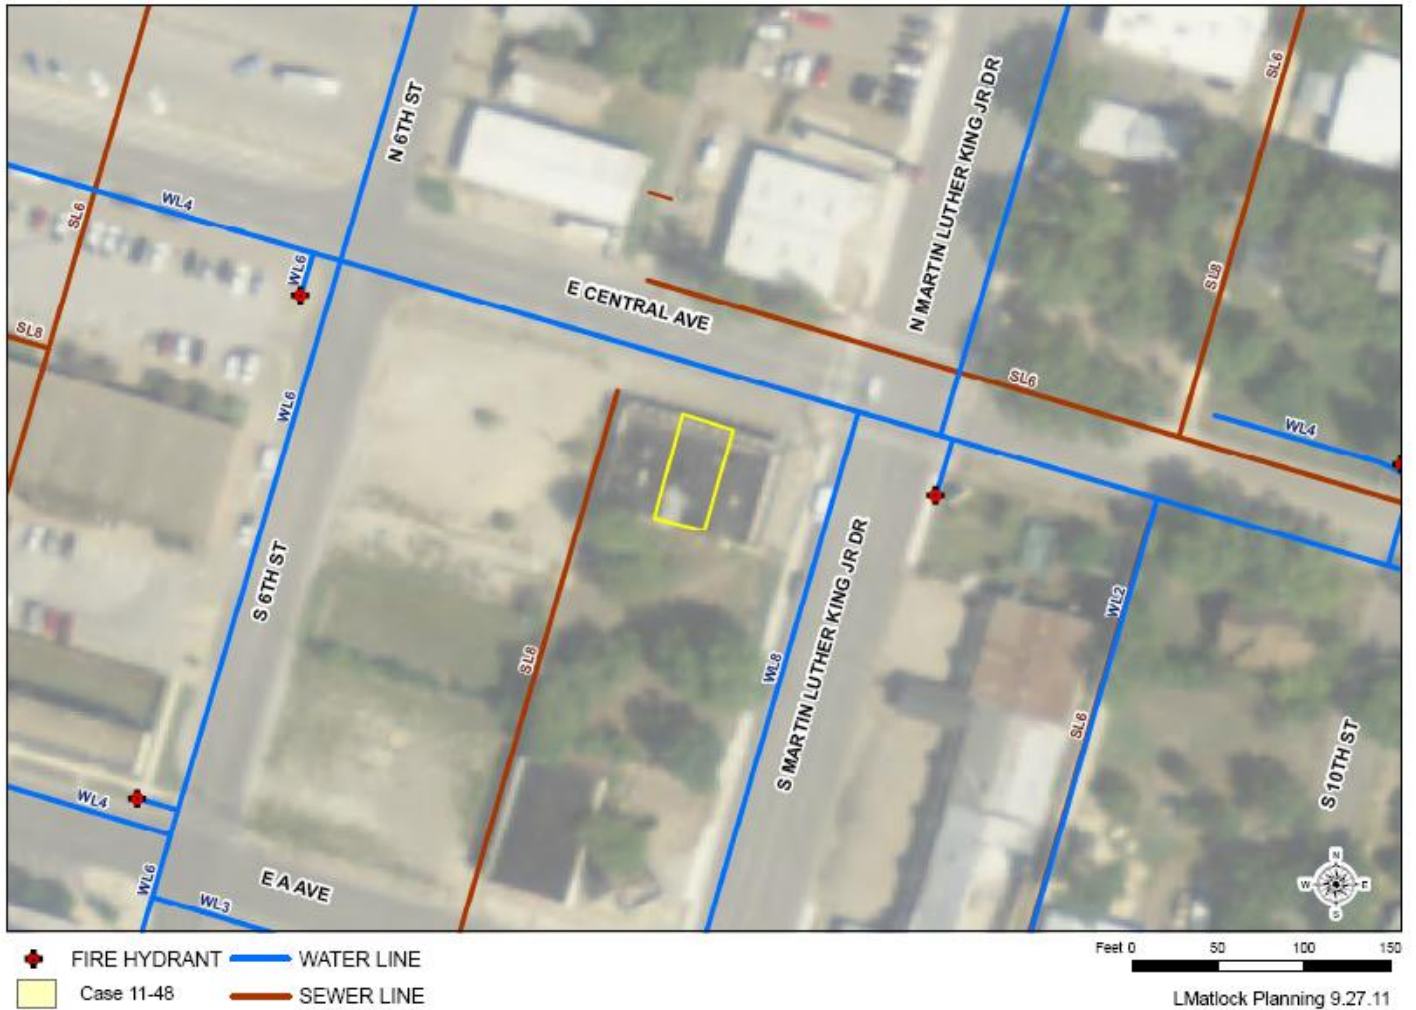 N 6TH ST
N MARTIN LUTHER KING JR DR
SL6
WL4
SL6
WL6
SL8
E CENTRAL AVE
SL8
SL6
WL6
WL4
S 6TH ST
S MARTIN LUTHER KING JR DR
WL2
SL8
WL8
SL6
S 10TH ST
WL4
WL6
E A AVE
WL3
N
W
E
S
FIRE HYDRANT
WATER LINE
Case 11-48
SEWER LINE
Feet 0 50 100 150
LMatlock Planning 9.27.11